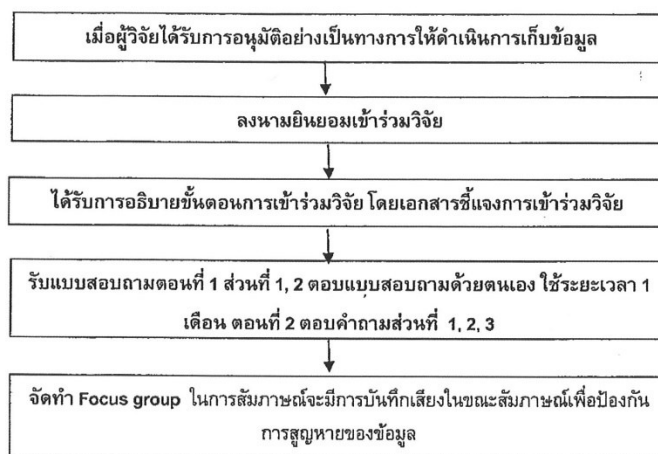 เมื่อผู้วิจัยได้รับการอนุมัติอย่างเป็นทางการให้ดำเนินการเก็บข้อมูล
ลงนามยินยอมเข้าร่วมวิจัย
ได้รับการอธิบายขั้นตอนการเข้าร่วมวิจัย โดยเอกสารชี้แจงการเข้าร่วมวิจัย
รับแบบสอบถามตอนที่ 1 ส่วนที่ 1, 2 ตอบแบบสอบถามด้วยตนเอง ใช้ระยะเวลา 1
เดือน ตอนที่ 2 ตอบคำถามส่วนที่ 1, 2, 3
จัดทำ Focus group ในการสัมภาษณ์จะมีการบันทึกเสียงในขณะสัมภาษณ์เพื่อป้องกัน
การสูญหายของข้อมูล